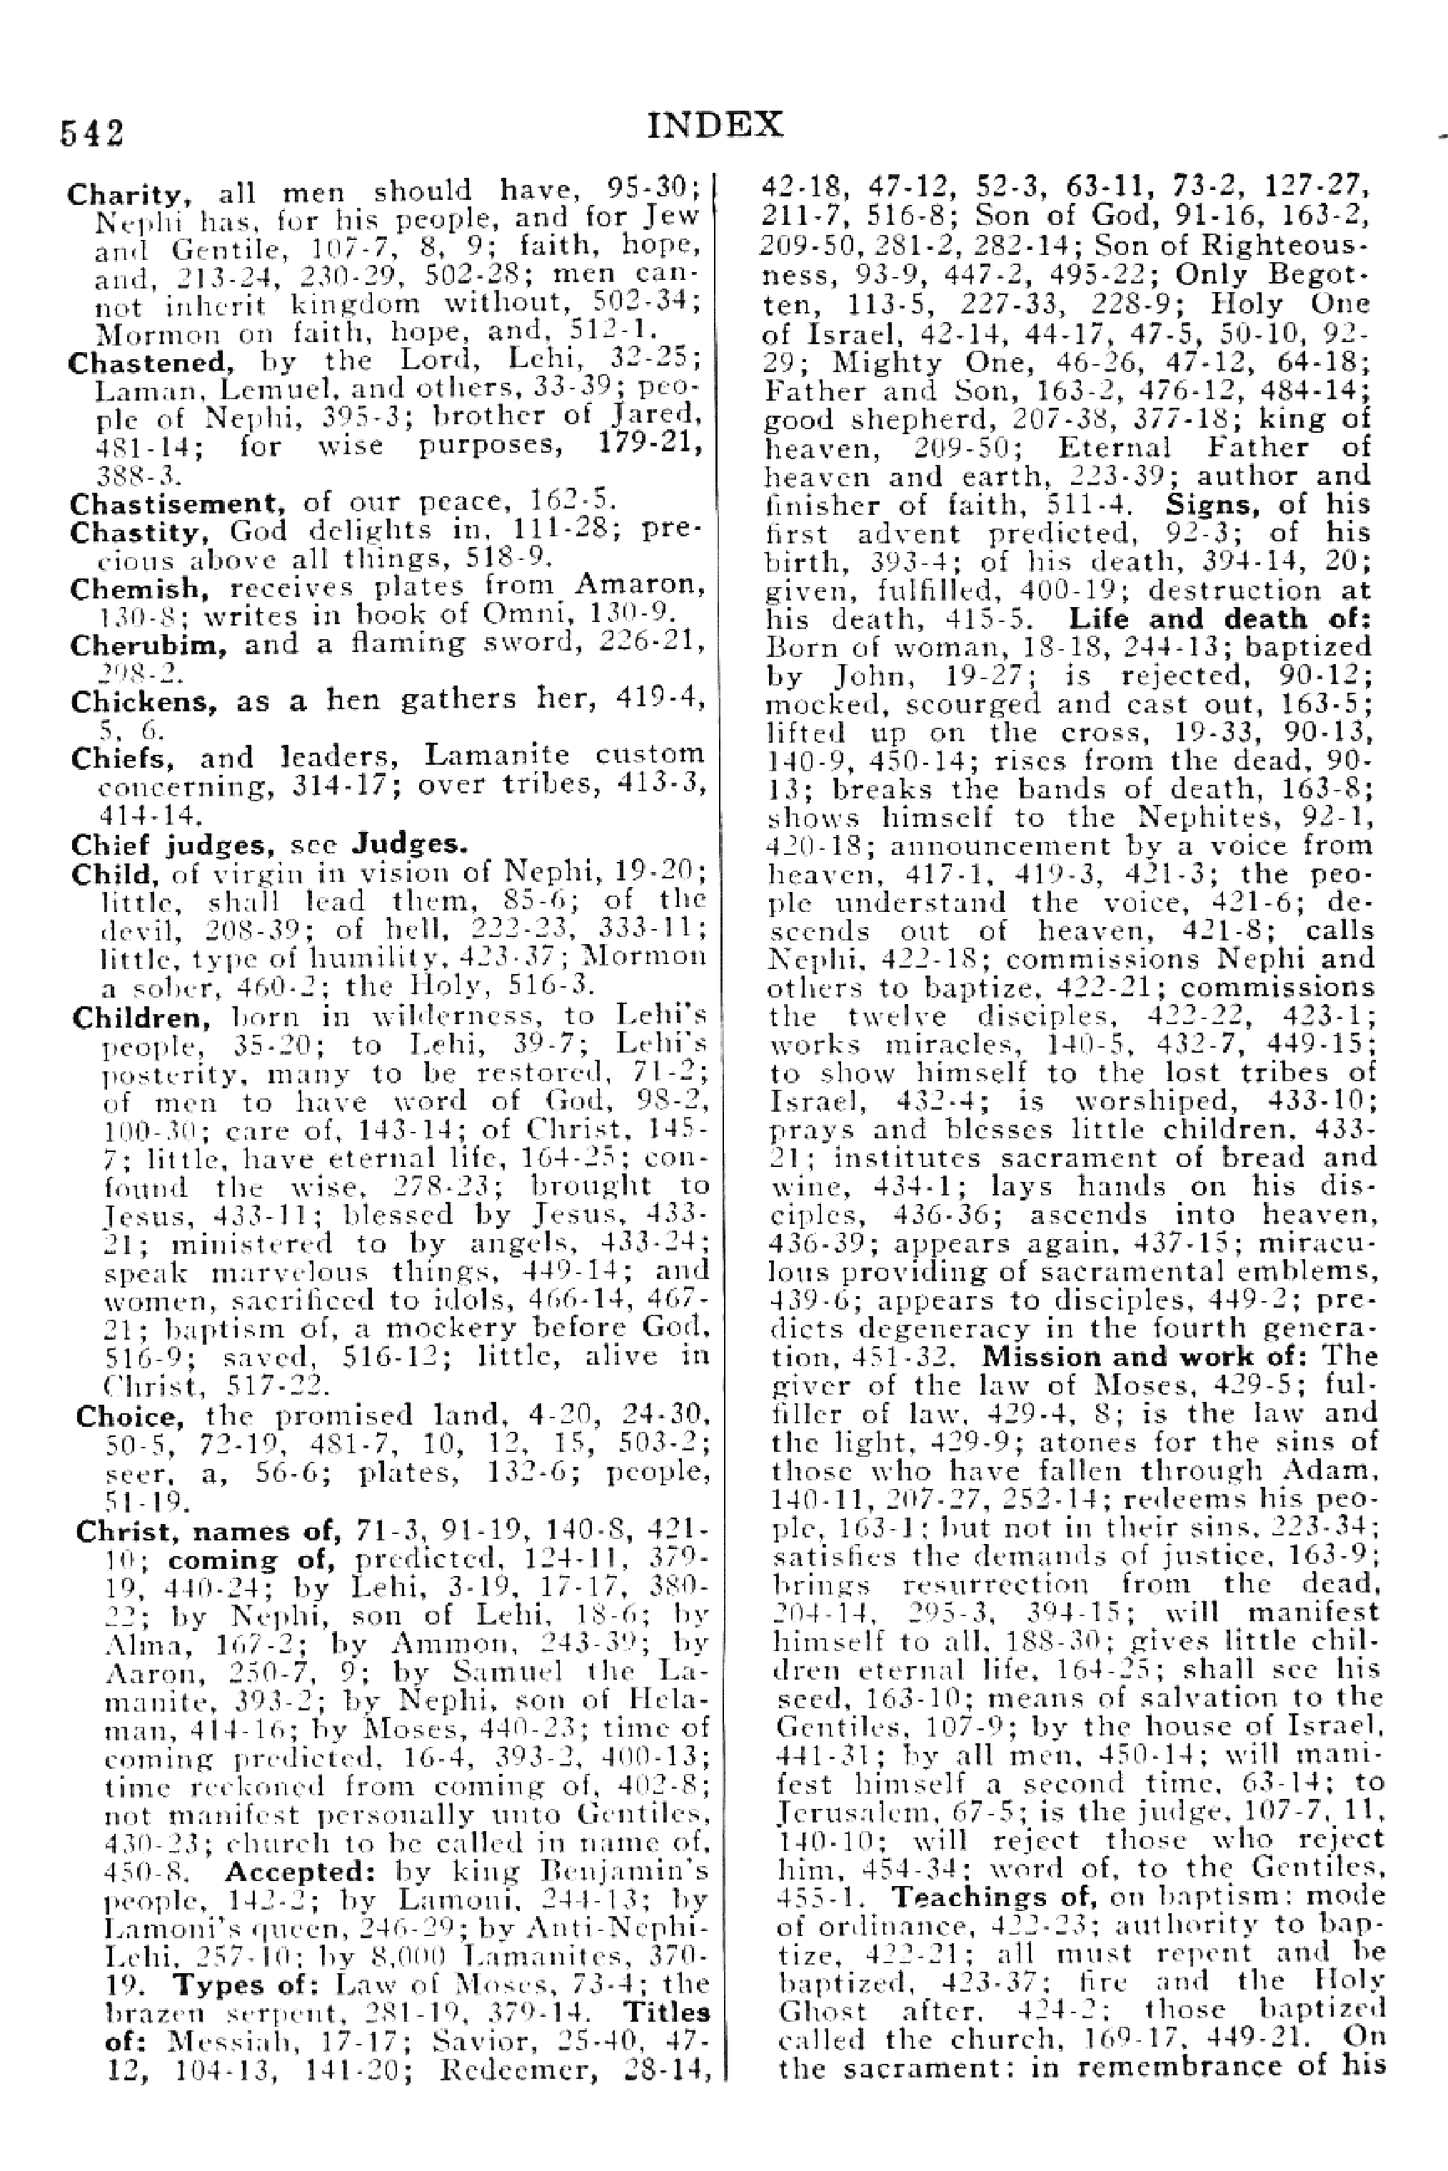 542
INDEX
Charity, all men should have, 95-30;
Nephi has, for his people, and for Jew
and Gentile, 107-7, 8, 9; faith, hope,
and, 213-24, 230-29, 502-28; men can-
not inherit kingdom without, 502-34;
Mormon on faith, hope, and, 512-1.
Chastened, by the Lord, Lehi, 32-25;
Laman, Lemuel, and others, 33-39; peo-
ple of Nephi, 395-3; brother of Jared,
481-14; for wise purposes, 179-21,
388-3.
Chastisement, of our peace, 162-5.
Chastity, God delights in, 111-28; pre-
cious above all things, 518-9.
Chemish, receives plates from Amaron,
130-8; writes in book of Omni, 130-9.
Cherubim, and a flaming sword, 226-21,
298-2.
Chickens, as a hen gathers her, 419-4,
5, 6.
Chiefs, and leaders, Lamanite custom
concerning, 314-17; over tribes, 413-3,
414-14.
Chief judges, see Judges.
Child, of virgin in vision of Nephi, 19-20;
little, shall lead them, 85-6; of the
devil, 208-39; of hell, 222-23, 333-11;
little, type of humility, 423-37; Mormon
a sober, 460-2; the Holy, 516-3.
Children, born in wilderness, to Lehi's
people, 35-20; to Lehi, 39-7; Lehi's
posterity, many to be restored, 71-2;
of men to have word of God, 98-2,
100-30; care of, 143-14; of Christ, 145-
7; little, have eternal life, 164-25; con-
found the wise, 278-23; brought to
Jesus, 433-11; blessed by Jesus, 433-
21; ministered to by angels, 433-24;
speak marvelous things, 449-14; and
women, sacrificed to idols, 466-14, 467-
21; baptism of, a mockery before God,
516-9; saved, 516-12; little, alive in
Christ, 517-22.
Choice, the promised land, 4-20, 24-30,
50-5, 72-19, 481-7, 10, 12, 15, 503-2;
seer, a, 56-6; plates, 132-6; people,
51-19.
Christ, names of, 71-3, 91-19, 140-8, 421-
10; coming of, predicted, 124-11, 379-
19, 440-24; by Lehi, 3-19, 17-17, 380-
22; by Nephi, son of Lehi, 18-6; by
Alma, 167-2; by Ammon, 243-39; by
Aaron, 250-7, 9; by Samuel the La-
manite, 393-2; by Nephi, son of Hela-
man, 414-16; by Moses, 440-23; time of
coming predicted, 16-4, 393-2, 400-13;
time reckoned from coming of, 402-8;
not manifest personally unto Gentiles,
430-23; church to be called in name of,
450-8. Accepted: by king Benjamin's
people, 142-2; by Lamoni, 244-13; by
Lamoni's queen, 246-29; by Anti-Nephi-
Lehi, 257-10; by 8,000 Lamanites, 370-
19. Types of: Law of Moses, 73-4; the
brazen serpent, 281-19, 379-14. Titles
of: Messiah, 17-17; Savior, 25-40, 47-
12, 104-13, 141-20; Redeemer, 28-14,
42-18, 47-12, 52-3, 63-11, 73-2, 127-27,
211-7, 516-8; Son of God, 91-16, 163-2,
209-50, 281-2, 282-14; Son of Righteous-
ness, 93-9, 447-2, 495-22; Only Begot-
ten, 113-5, 227-33, 228-9; Holy One
of Israel, 42-14, 44-17, 47-5, 50-10, 92-
29; Mighty One, 46-26, 47-12, 64-18;
Father and Son, 163-2, 476-12, 484-14;
good shepherd, 207-38, 377-18; king of
heaven, 209-50; Eternal Father of
heaven and earth, 223-39; author and
finisher of faith, 511-4. Signs, of his
first advent predicted, 92-3; of his
birth, 393-4; of his death, 394-14, 20;
given, fulfilled, 400-19; destruction at
his death, 415-5. Life and death of:
Born of woman, 18-18, 244-13; baptized
by John, 19-27; is rejected, 90-12;
mocked, scourged and cast out, 163-5;
lifted up on the cross, 19-33, 90-13,
140-9, 450-14; rises from the dead, 90-
13; breaks the bands of death, 163-8;
shows himself to the Nephites, 92-1,
420-18; announcement by a voice from
heaven, 417-1, 419-3, 421-3; the peo-
ple understand the voice, 421-6; de-
scends out of heaven, 421-8; calls
Nephi, 422-18; commissions Nephi and
others to baptize, 422-21; commissions
the twelve disciples, 422-22, 423-1;
works miracles, 140-5, 432-7, 449-15;
to show himself to the lost tribes of
Israel, 432-4; is worshiped, 433-10;
prays and blesses little children, 433-
21; institutes sacrament of bread and
wine, 434-1; lays hands on his dis-
ciples, 436-36; ascends into heaven,
436-39; appears again, 437-15; miracu-
lous providing of sacramental emblems,
439-6; appears to disciples, 449-2; pre-
dicts degeneracy in the fourth genera-
tion, 451-32. Mission and work of: The
giver of the law of Moses, 429-5; ful-
filler of law, 429-4, 8; is the law and
the light, 429-9; atones for the sins of
those who have fallen through Adam,
140-11, 207-27, 252-14; redeems his peo-
ple, 163-1; but not in their sins, 223-34;
satisfies the demands of justice, 163-9;
brings resurrection from the dead,
204-14, 295-3, 394-15; will manifest
himself to all, 188-30; gives little chil-
dren eternal life, 164-25; shall see his
seed, 163-10; means of salvation to the
Gentiles, 107-9; by the house of Israel,
441-31; by all men, 450-14; will mani-
fest himself a second time, 63-14; to
Jerusalem, 67-5; is the judge, 107-7, 11,
140-10; will reject those who reject
him, 454-34; word of, to the Gentiles,
455-1. Teachings of, on baptism: mode
of ordinance, 422-23; authority to bap-
tize, 422-21; all must repent and be
baptized, 423-37; fire and the Holy
Ghost after, 424-2; those baptized
called the church, 169-17, 449-21. On
the sacrament: in remembrance of his